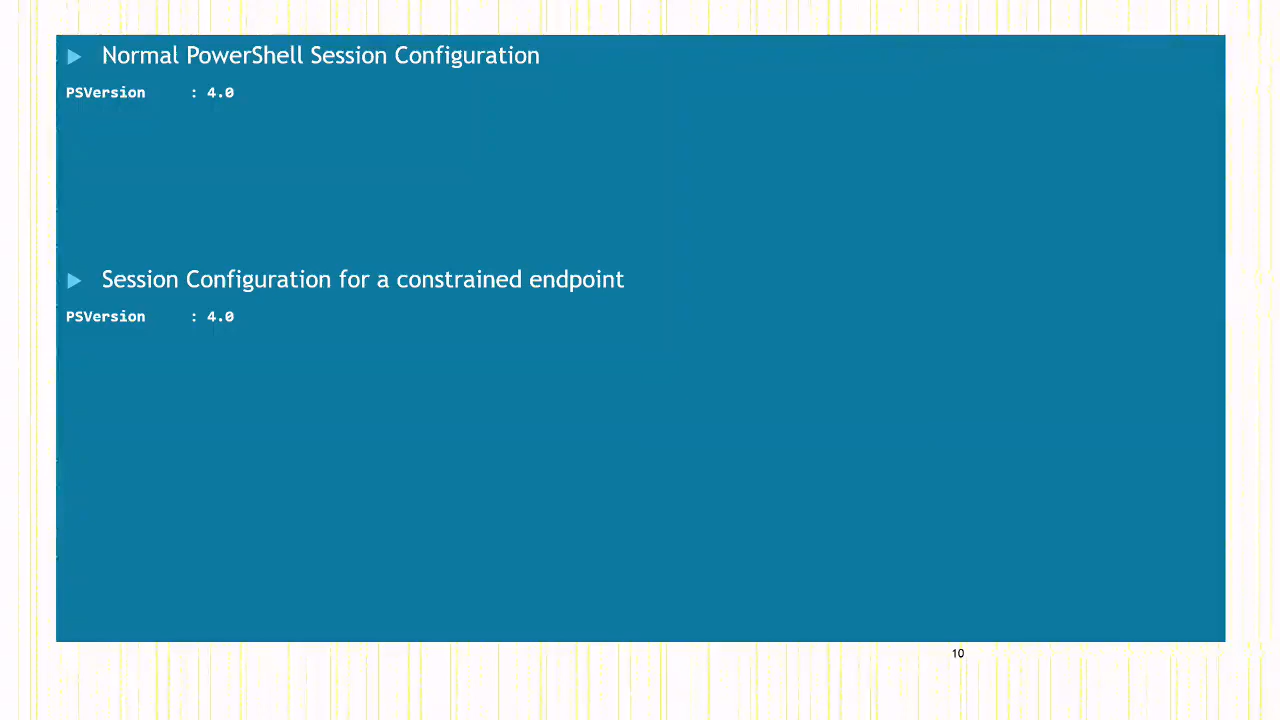 Normal PowerShell Session Configuration
PSVersion : 4.0
Session Configuration for a constrained endpoint
PSVersion : 4.0
10